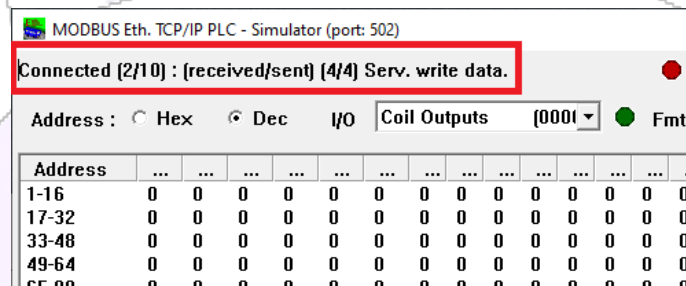 MODBUS Eth. TCP/IP PLC - Simulator (port: 502)
Connected (2/10) : (received/sent) (4/4) Serv. write data.
Address : Hex Dec I/O Coil Outputs (000 Fmt
Address ... ... ... ... ... ... ... ... ... ... ... ...
1-16 0 0 0 0 0 0 0 0 0 0 0 0
17-32 0 0 0 0 0 0 0 0 0 0 0 0
33-48 0 0 0 0 0 0 0 0 0 0 0 0
49-64 0 0 0 0 0 0 0 0 0 0 0 0